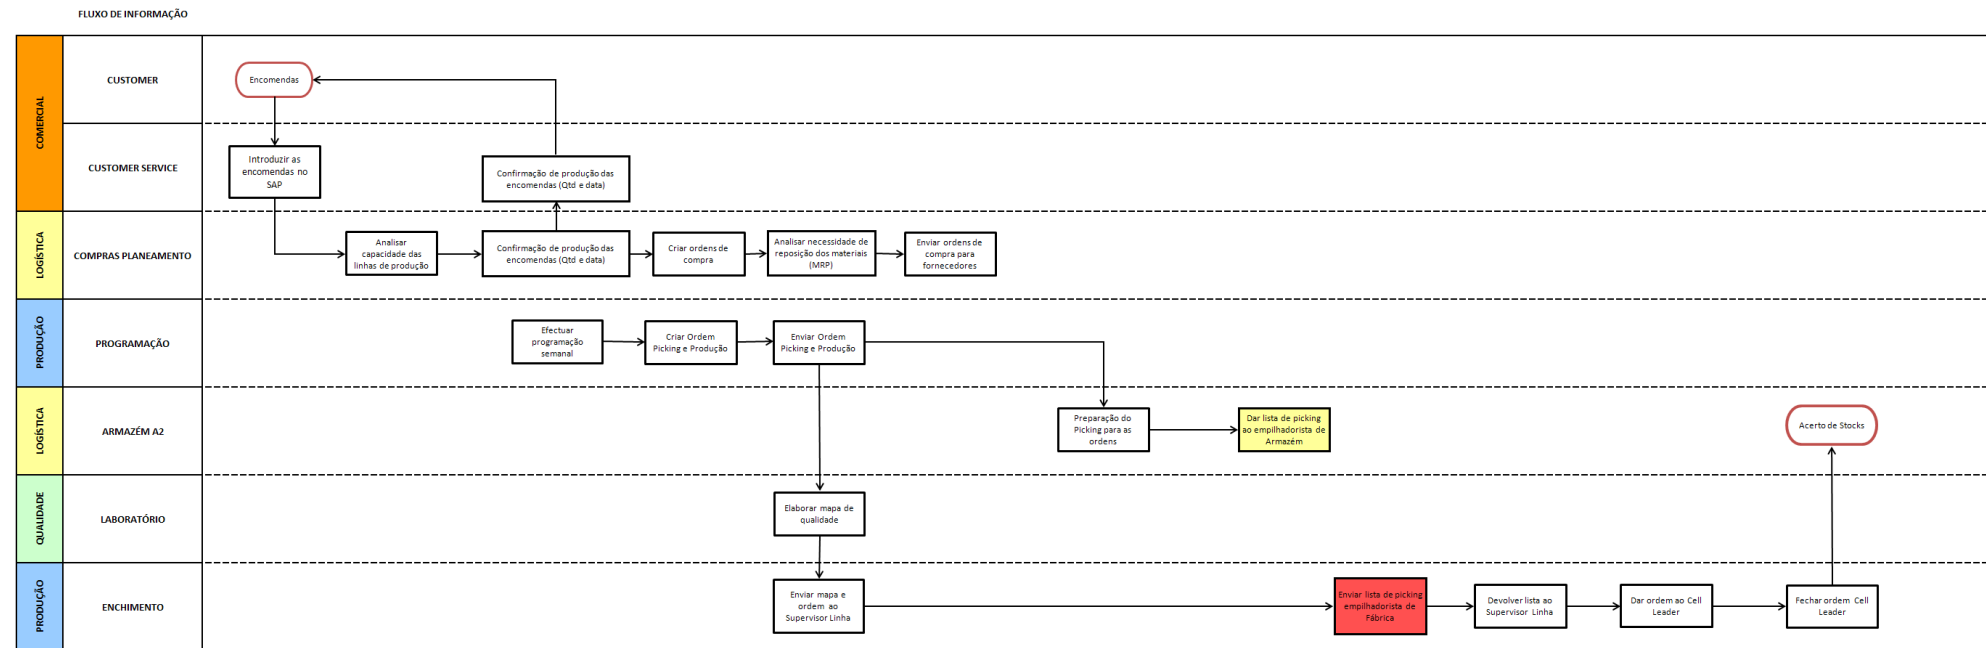 FLUXO DE INFORMAÇÃO
COMERCIAL
CUSTOMER
Encomendas
CUSTOMER SERVICE
Introduzir as
encomendas no
SAP
Confirmação de produção das
encomendas (Qtd e data)
LOGÍSTICA
COMPRAS PLANEAMENTO
Analisar
capacidade das
linhas de produção
Confirmação de produção das
encomendas (Qtd e data)
Criar ordens de
compra
Analisar necessidade de
reposição dos materiais
(MRP)
Enviar ordens de
compra para
fornecedores
PRODUÇÃO
PROGRAMAÇÃO
Efectuar
programação
semanal
Criar Ordem
Picking e Produção
Enviar Ordem
Picking e Produção
LOGÍSTICA
ARMAZÉM A2
Preparação do
Picking para as
ordens
Dar lista de picking
ao empilhadorista de
Armazém
Acerto de Stocks
QUALIDADE
LABORATÓRIO
Elaborar mapa de
qualidade
PRODUÇÃO
ENCHIMENTO
Enviar mapa e
ordem ao
Supervisor Linha
Enviar lista de picking
empilhadorista de
Fábrica
Devolver lista ao
Supervisor Linha
Dar ordem ao Cell
Leader
Fechar ordem Cell
Leader